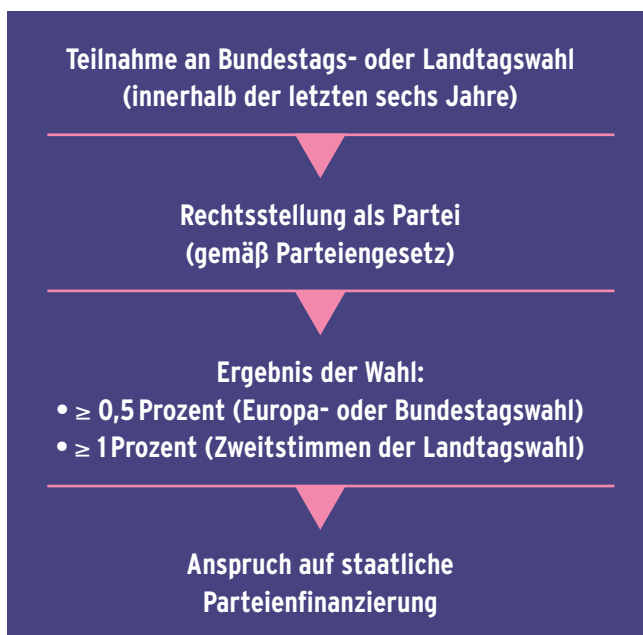 Teilnahme an Bundestags- oder Landtagswahl
(innerhalb der letzten sechs Jahre)
Rechtsstellung als Partei
(gemäß Parteiengesetz)
Ergebnis der Wahl:
• ≥ 0,5 Prozent (Europa- oder Bundestagswahl)
• ≥ 1 Prozent (Zweitstimmen der Landtagswahl)
Anspruch auf staatliche
Parteienfinanzierung